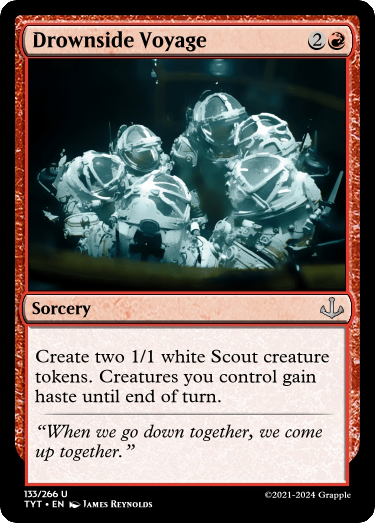 Drownside Voyage 2
Sorcery
Create two 1/1 white Scout creature
tokens. Creatures you control gain
haste until end of turn.
“When we go down together, we come
up together.”
133/266 U
TYT • EN James Reynolds ©2021-2024 Grapple